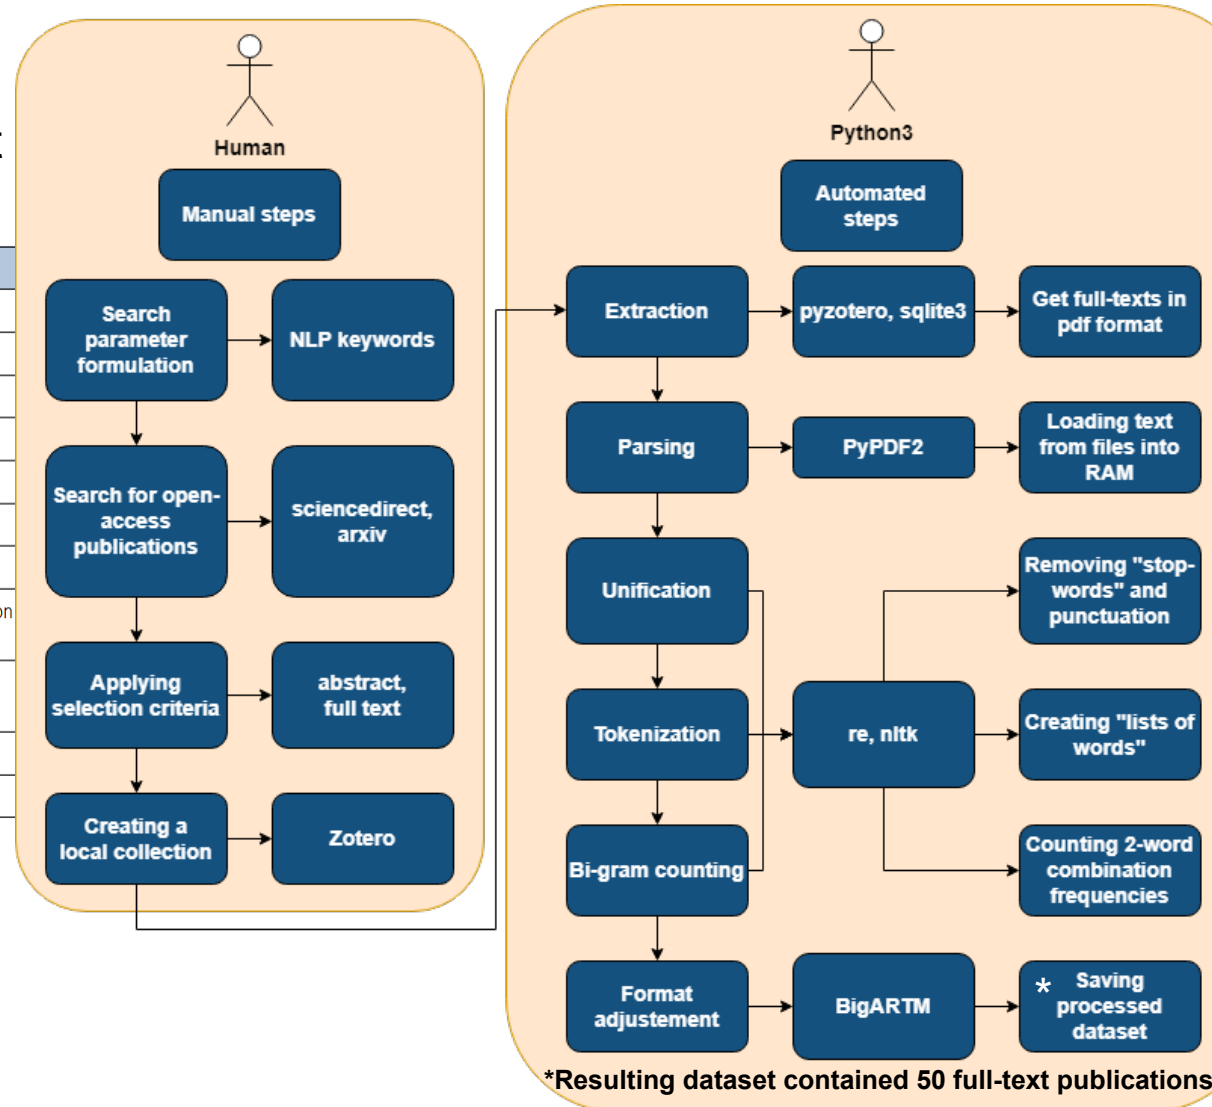 Human
Manual steps
Search
parameter
formulation
NLP keywords
Search for open-
access
publications
sciencedirect,
arxiv
Applying
selection criteria
abstract,
full text
Creating a
local collection
Zotero
on
Python3
Automated
steps
Extraction
pyzotero, sqlite3
Get full-texts in
pdf format
Parsing
PyPDF2
Loading text
from files into
RAM
Unification
Removing "stop-
words" and
punctuation
Tokenization
re, nltk
Creating "lists of
words"
Bi-gram counting
Counting 2-word
combination
frequencies
Format
adjustement
BigARTM
* Saving
processed
dataset
*Resulting dataset contained 50 full-text publications